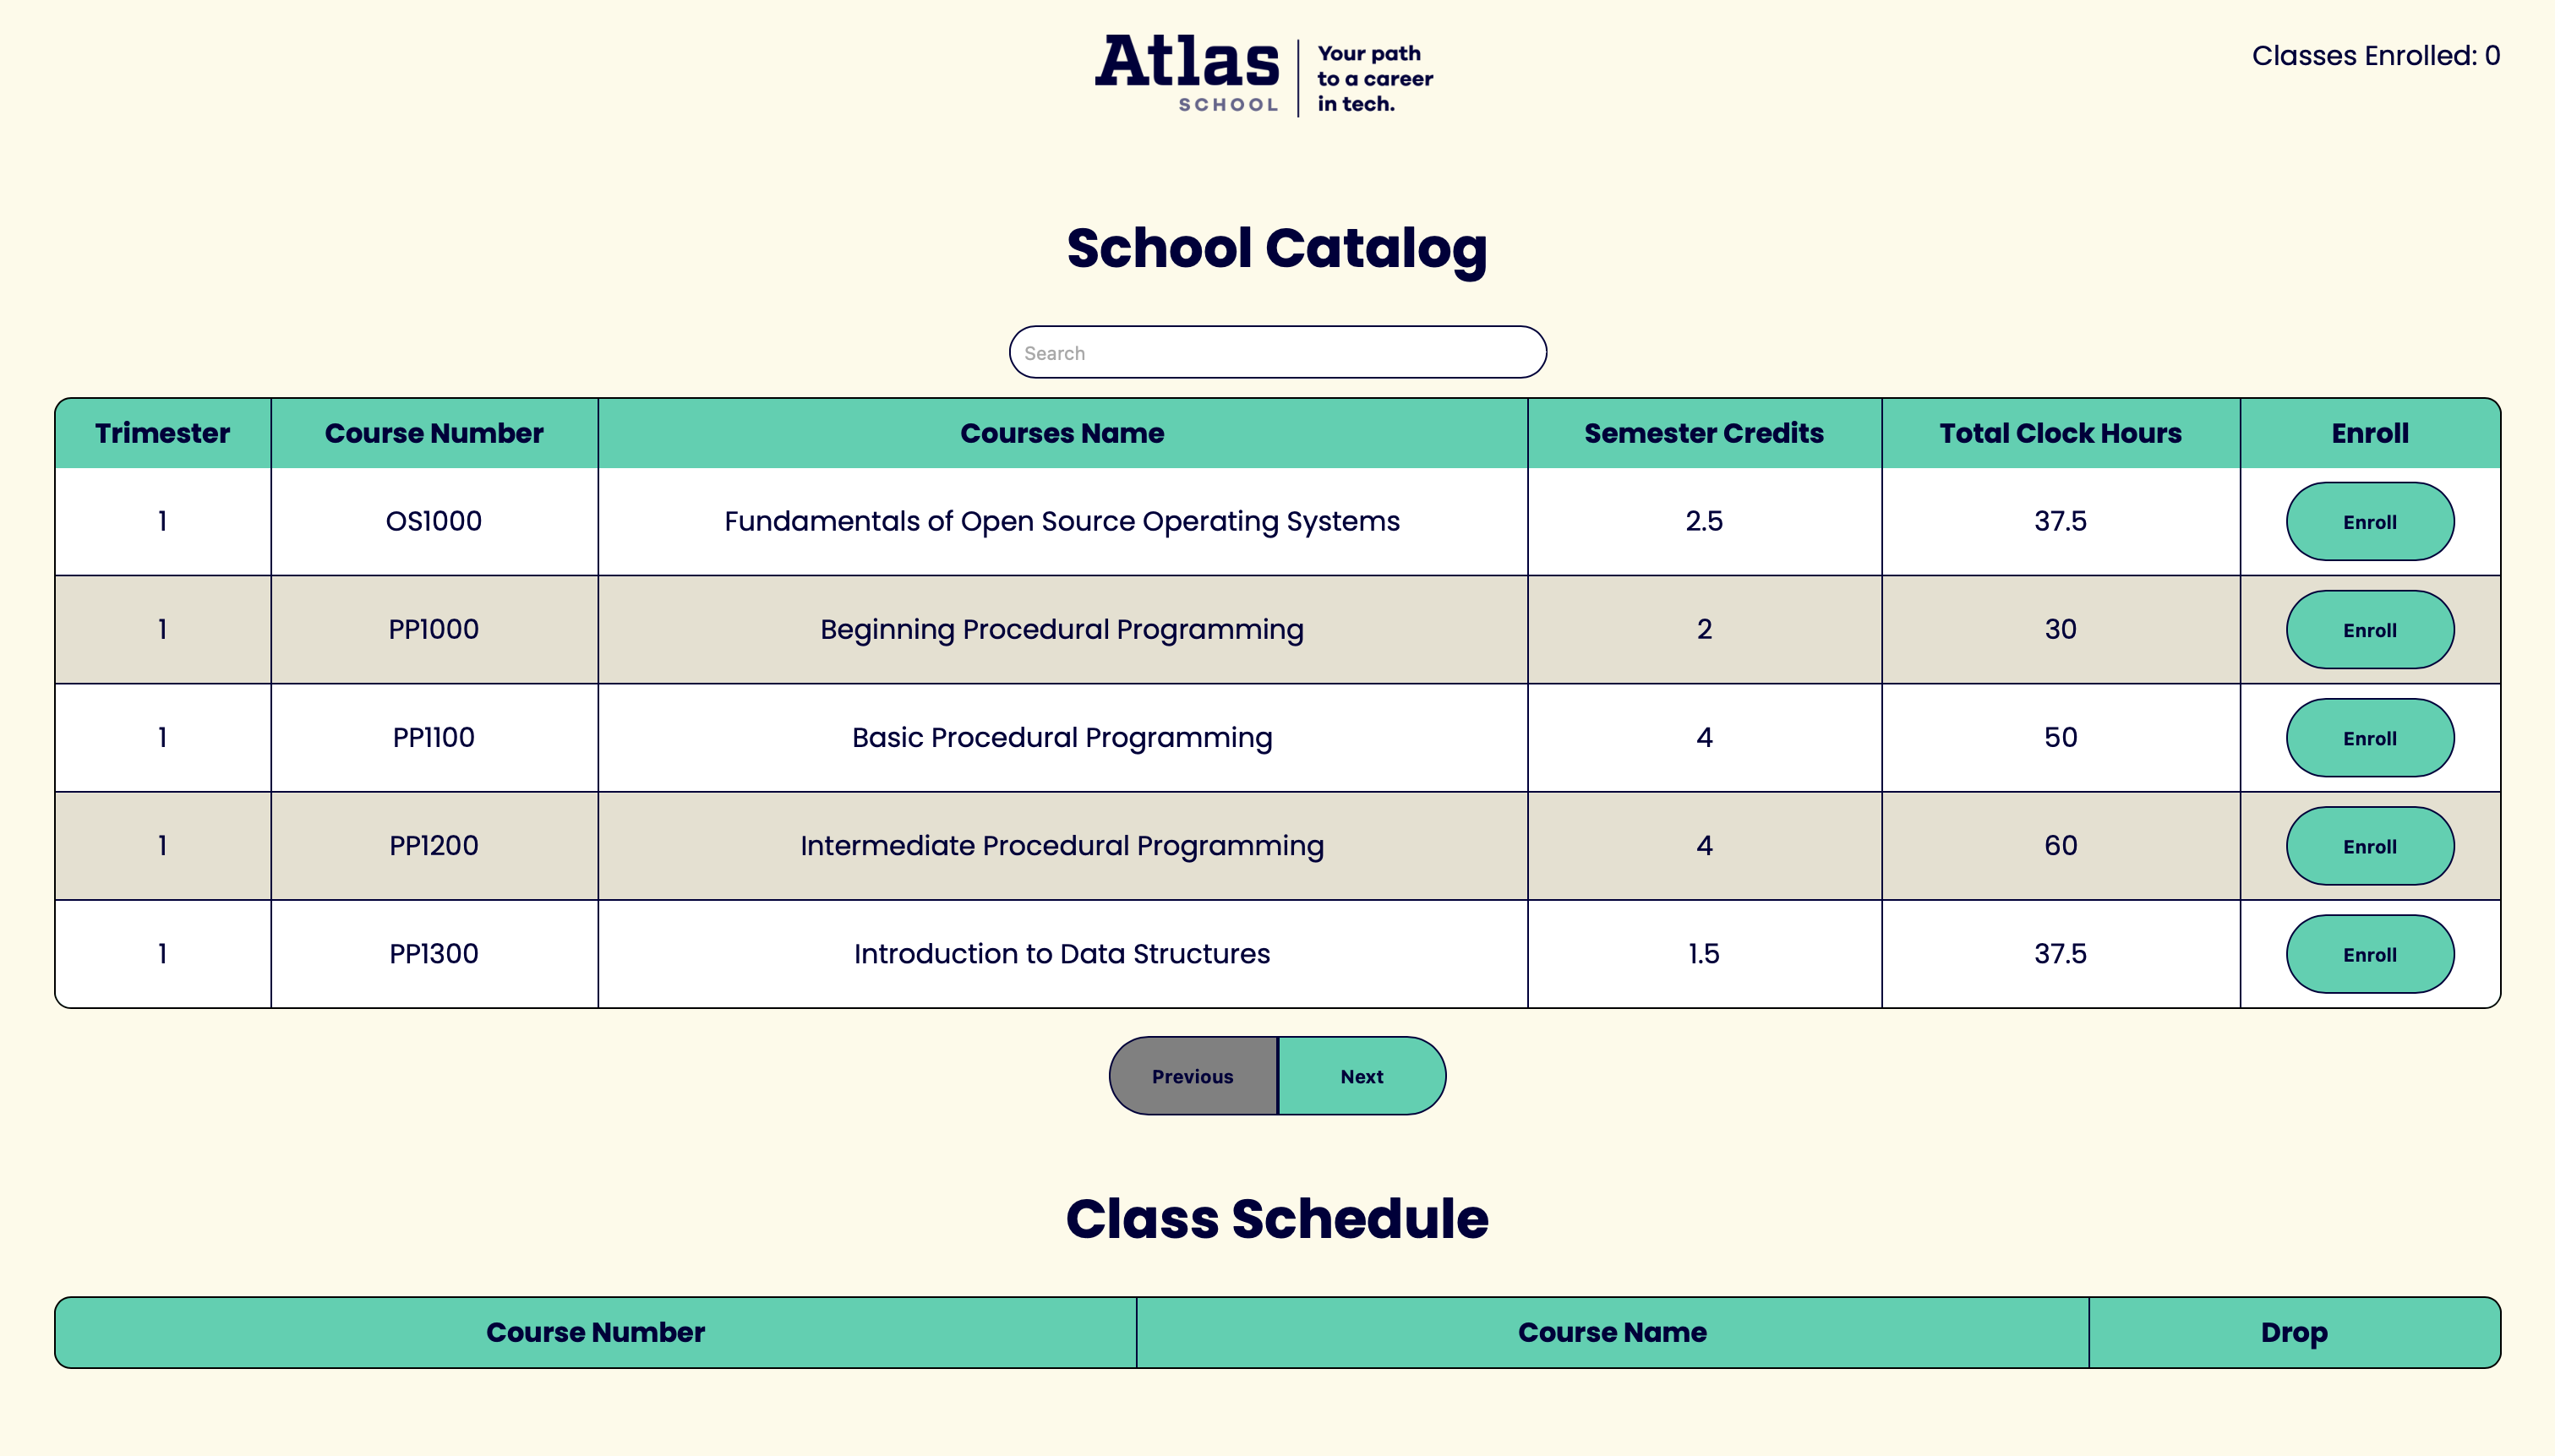 Atlas
SCHOOL
Your path
to a career
in tech.
Classes Enrolled: 0
School Catalog
Search
Trimester Course Number Courses Name Semester Credits Total Clock Hours Enroll
1 OS1000 Fundamentals of Open Source Operating Systems 2.5 37.5 Enroll
1 PP1000 Beginning Procedural Programming 2 30 Enroll
1 PP1100 Basic Procedural Programming 4 50 Enroll
1 PP1200 Intermediate Procedural Programming 4 60 Enroll
1 PP1300 Introduction to Data Structures 1.5 37.5 Enroll
Previous Next
Class Schedule
Course Number Course Name Drop